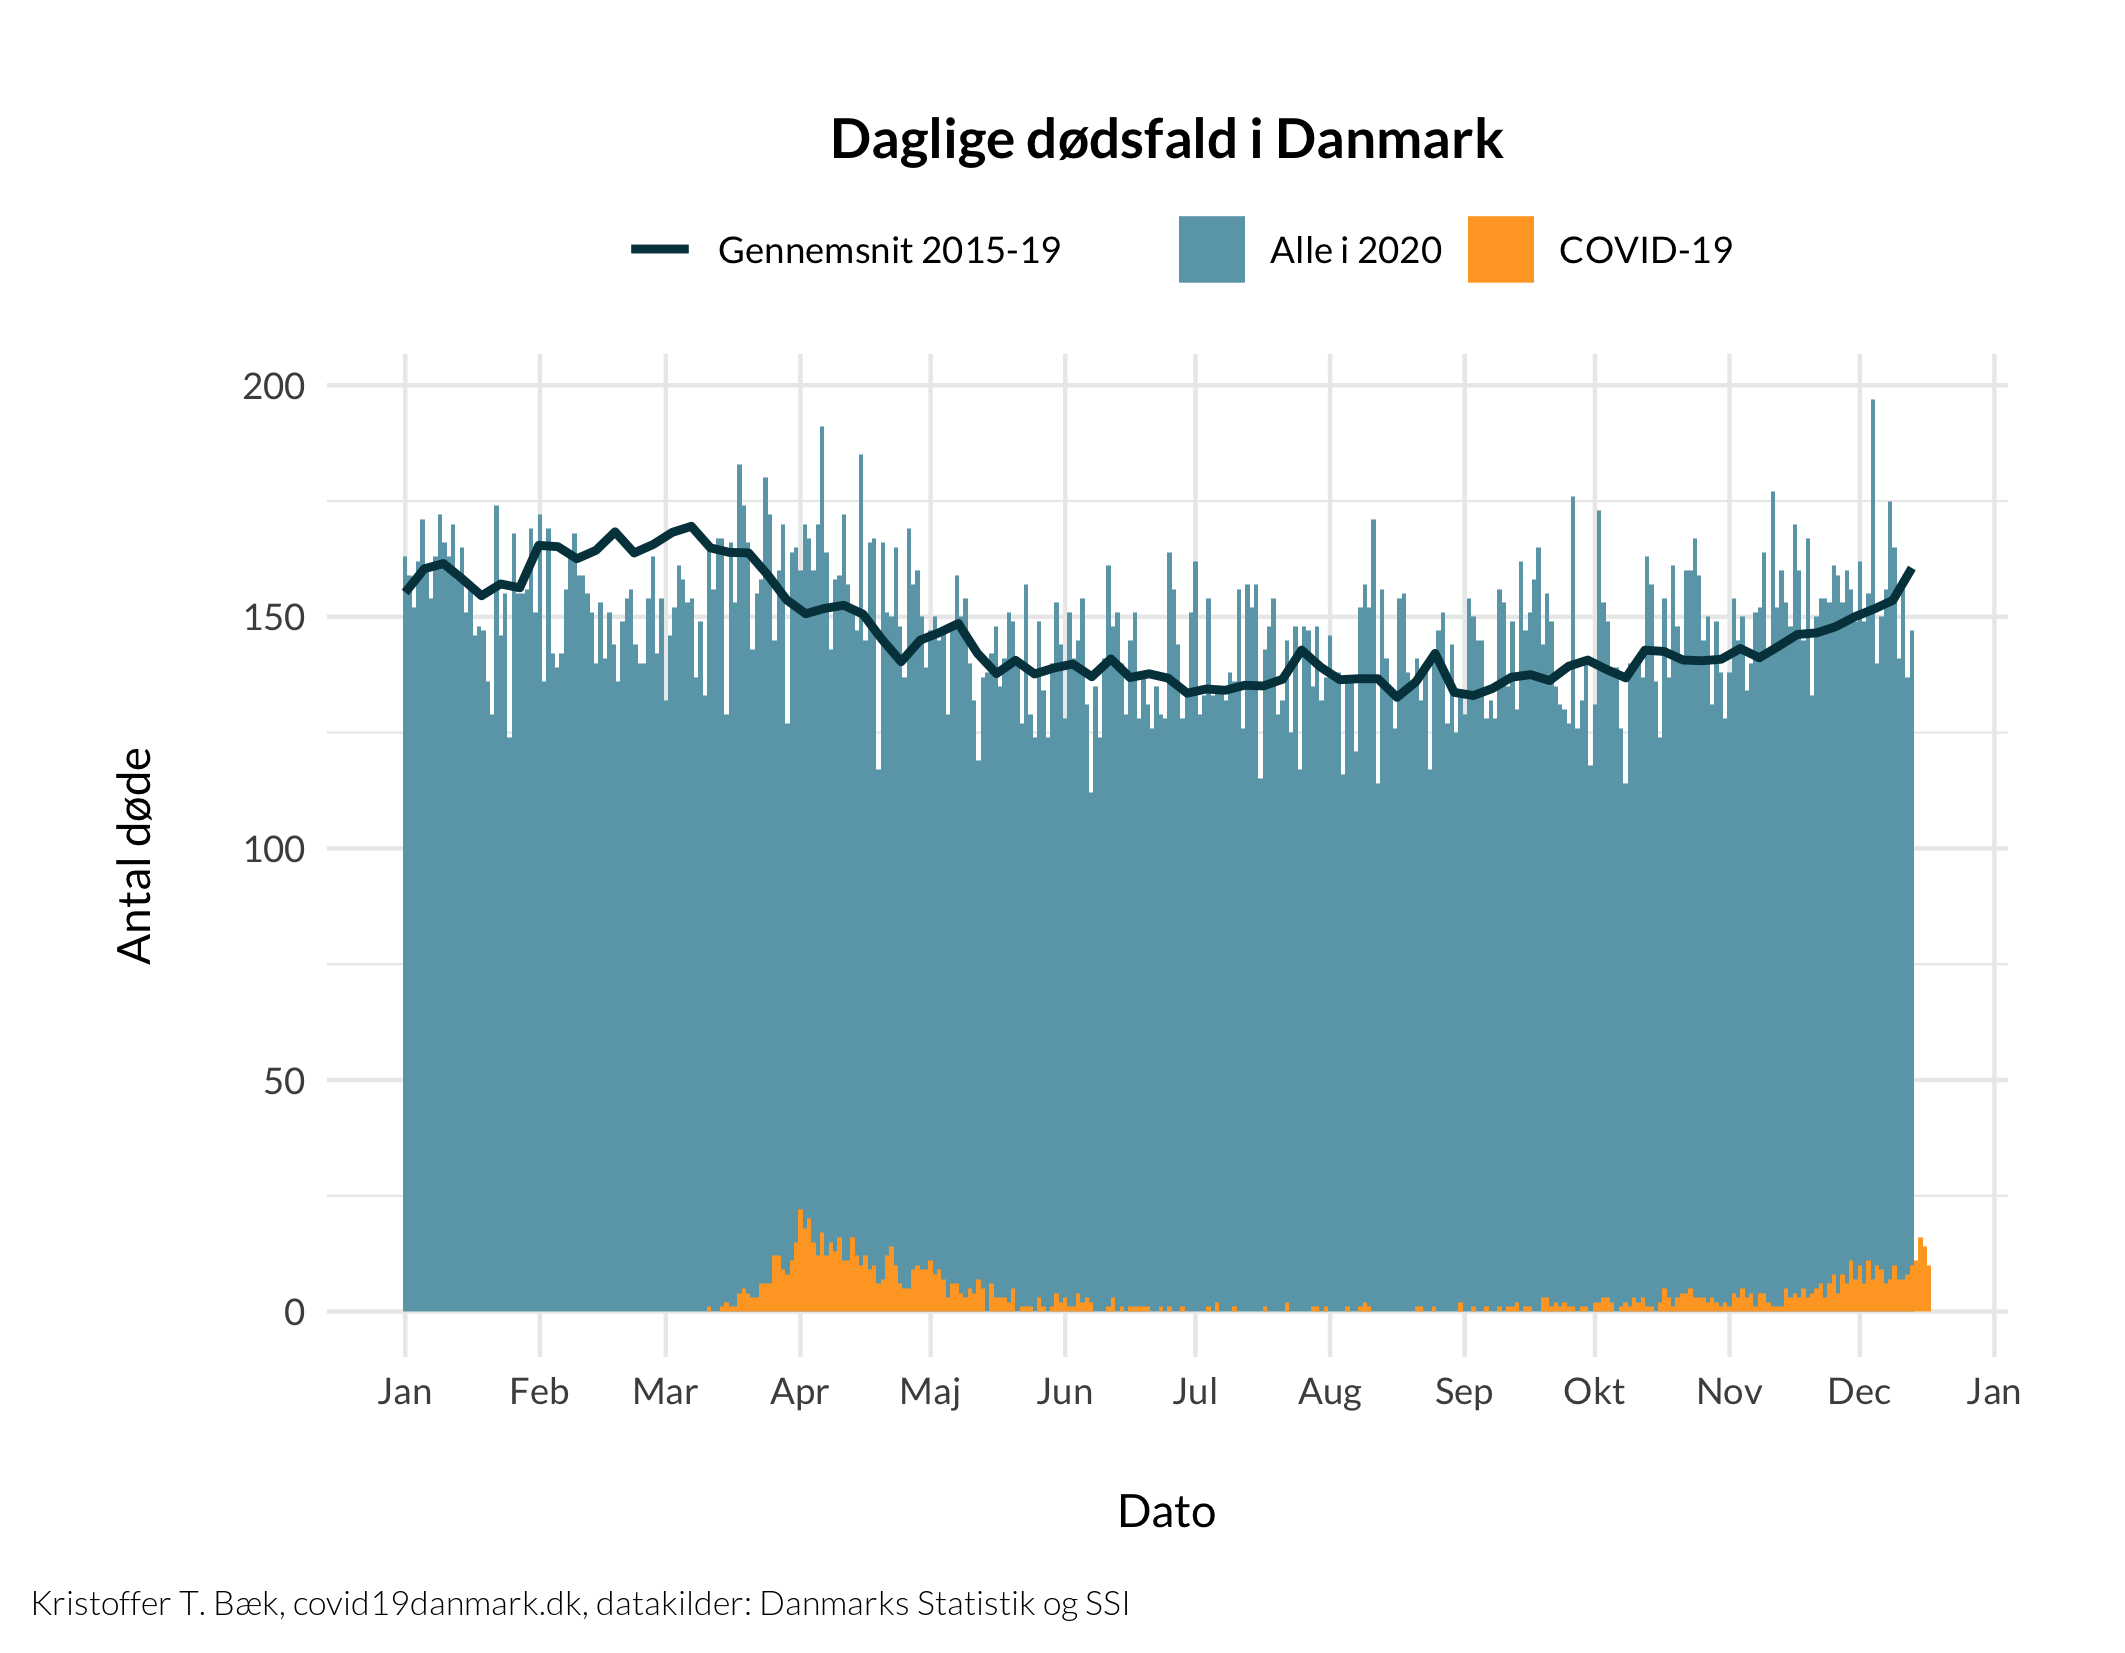 Daglige dødsfald i Danmark
Gennemsnit 2015-19 Alle i 2020 COVID-19
200
150
100
50
0
Antal døde
Jan Feb Mar Apr Maj Jun Jul Aug Sep Okt Nov Dec Jan
Dato
Kristoffer T. Bæk, covid19danmark.dk, datakilder: Danmarks Statistik og SSI